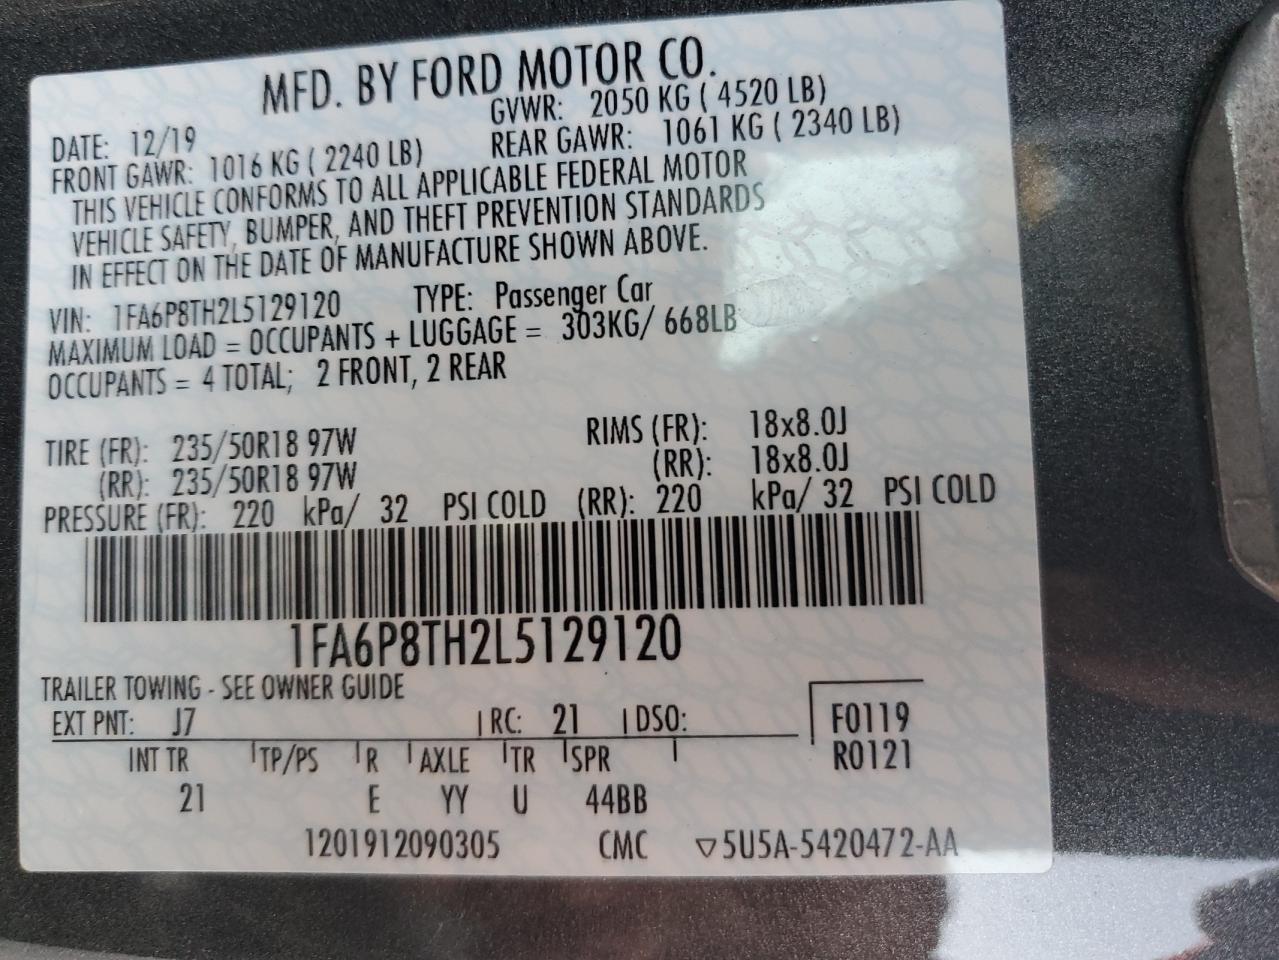 MFD. BY FORD MOTOR CO.
DATE: 12/19 GVWR: 2050 KG ( 4520 LB)
FRONT GAWR: 1016 KG ( 2240 LB) REAR GAWR: 1061 KG ( 2340 LB)
THIS VEHICLE CONFORMS TO ALL APPLICABLE FEDERAL MOTOR
VEHICLE SAFETY, BUMPER, AND THEFT PREVENTION STANDARDS
IN EFFECT ON THE DATE OF MANUFACTURE SHOWN ABOVE.
VIN: 1FA6P8TH2L5129120 TYPE: Passenger Car
MAXIMUM LOAD = OCCUPANTS + LUGGAGE = 303KG/ 668LB
OCCUPANTS = 4 TOTAL; 2 FRONT, 2 REAR
TIRE (FR): 235/50R18 97W RIMS (FR): 18x8.0J
(RR): 235/50R18 97W (RR): 18x8.0J
PRESSURE (FR): 220 kPa/ 32 PSI COLD (RR): 220 kPa/ 32 PSI COLD
1FA6P8TH2L5129120
TRAILER TOWING - SEE OWNER GUIDE
EXT PNT: J7 RC: 21 DSO: F0119
INT TR TP/PS R AXLE TR SPR R0121
21 E YY U 44BB
1201912090305 CMC ▽5U5A-5420472-AA